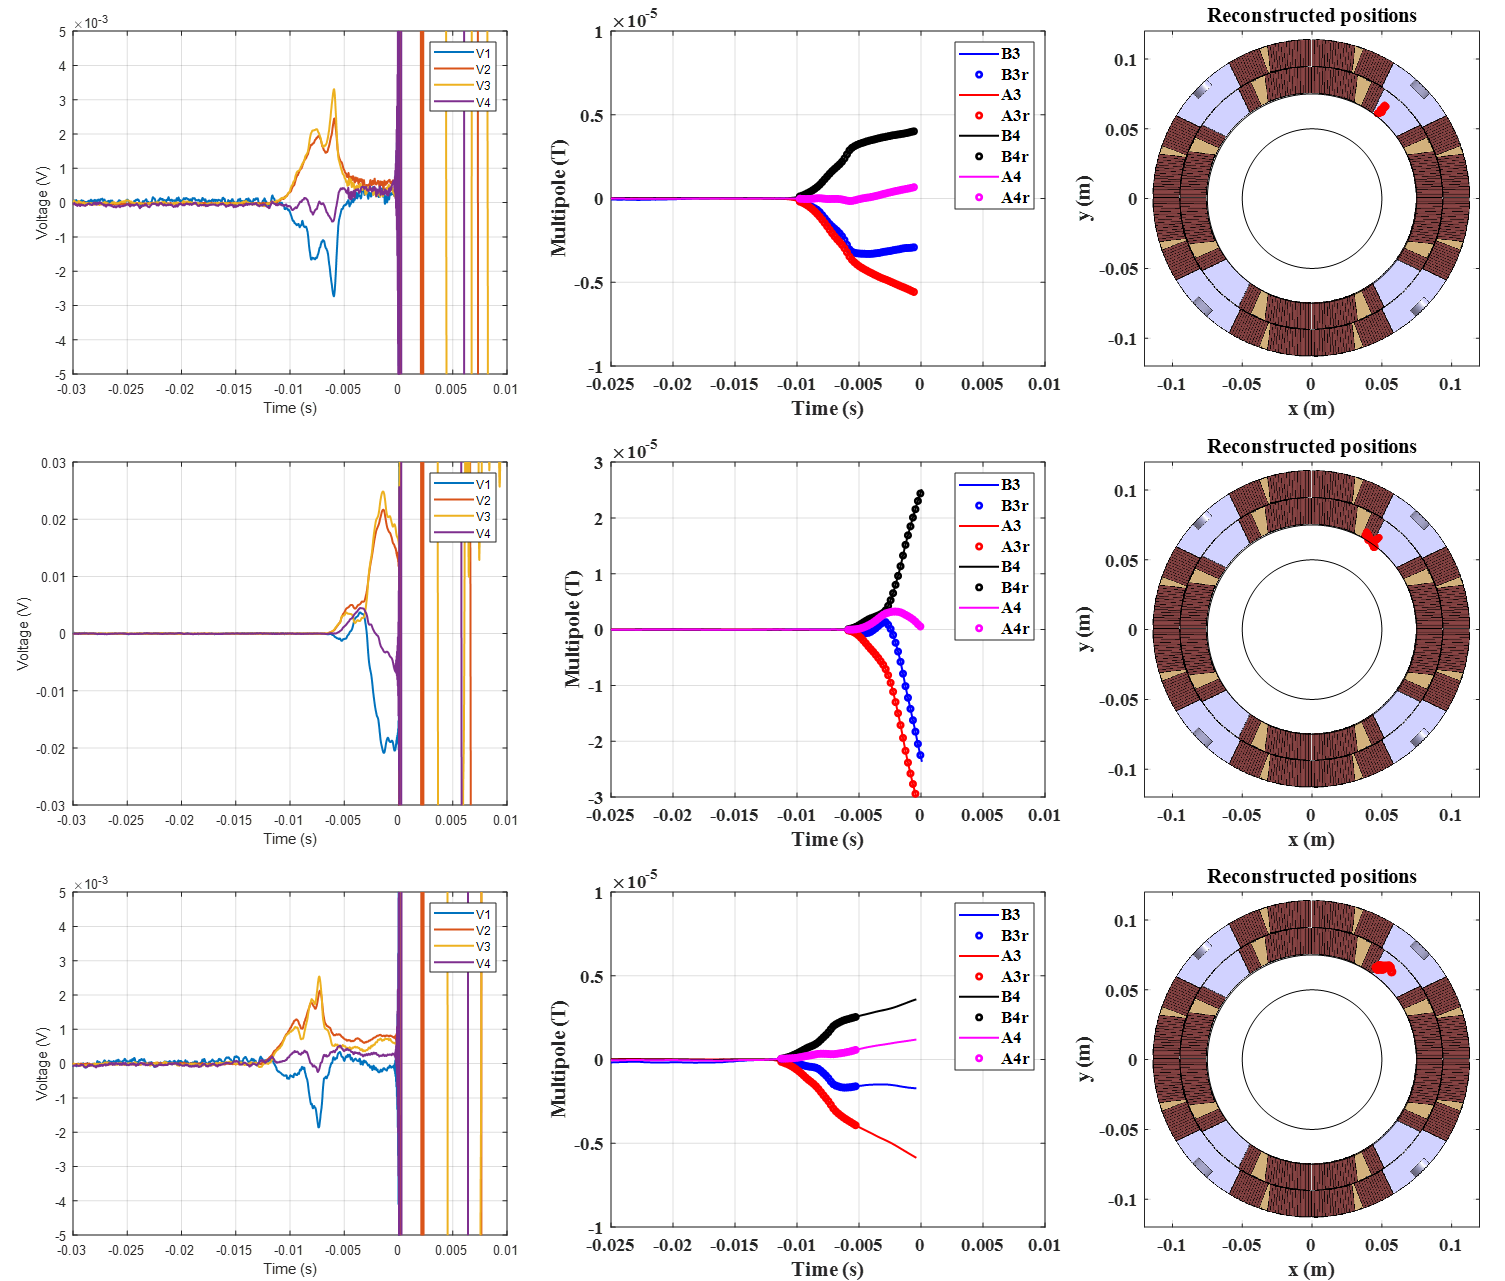 ×10-3
5
4
3
2
1
0
-1
-2
-3
-4
-5
Voltage (V)
-0.03
-0.025
-0.02
-0.015
-0.01
-0.005
0
0.005
0.01
Time (s)
V1
V2
V3
V4
×10-5
1
0.5
0
-0.5
-1
Multipole (T)
-0.025
-0.02
-0.015
-0.01
-0.005
0
0.005
0.01
Time (s)
B3
B3r
A3
A3r
B4
B4r
A4
A4r
Reconstructed positions
0.1
0.05
0
-0.05
-0.1
y (m)
-0.1
-0.05
0
0.05
0.1
x (m)
0.03
0.02
0.01
0
-0.01
-0.02
-0.03
Voltage (V)
-0.03
-0.025
-0.02
-0.015
-0.01
-0.005
0
0.005
0.01
Time (s)
V1
V2
V3
V4
×10-5
3
2
1
0
-1
-2
-3
Multipole (T)
-0.025
-0.02
-0.015
-0.01
-0.005
0
0.005
0.01
Time (s)
B3
B3r
A3
A3r
B4
B4r
A4
A4r
Reconstructed positions
0.1
0.05
0
-0.05
-0.1
y (m)
-0.1
-0.05
0
0.05
0.1
x (m)
×10-3
5
4
3
2
1
0
-1
-2
-3
-4
-5
Voltage (V)
-0.03
-0.025
-0.02
-0.015
-0.01
-0.005
0
0.005
0.01
Time (s)
V1
V2
V3
V4
×10-5
1
0.5
0
-0.5
-1
Multipole (T)
-0.025
-0.02
-0.015
-0.01
-0.005
0
0.005
0.01
Time (s)
B3
B3r
A3
A3r
B4
B4r
A4
A4r
Reconstructed positions
0.1
0.05
0
-0.05
-0.1
y (m)
-0.1
-0.05
0
0.05
0.1
x (m)